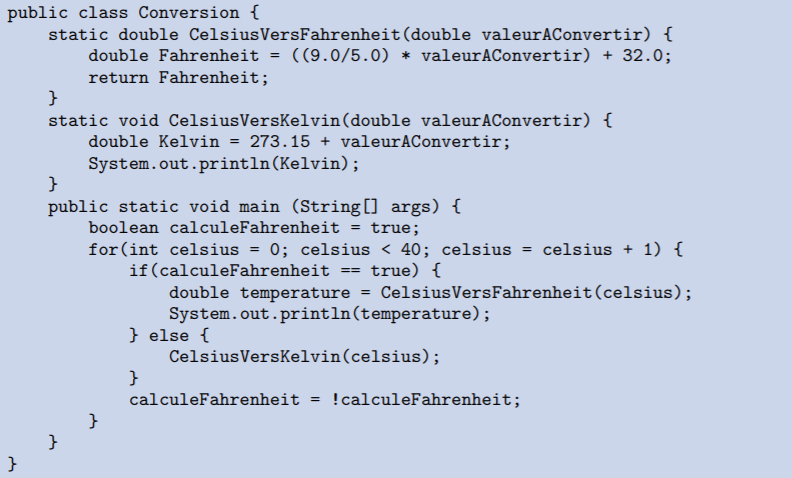 public class Conversion {
    static double CelsiusVersFahrenheit(double valeurAConvertir) {
        double Fahrenheit = ((9.0/5.0) * valeurAConvertir) + 32.0;
        return Fahrenheit;
    }
    static void CelsiusVersKelvin(double valeurAConvertir) {
        double Kelvin = 273.15 + valeurAConvertir;
        System.out.println(Kelvin);
    }
    public static void main (String[] args) {
        boolean calculeFahrenheit = true;
        for(int celsius = 0; celsius < 40; celsius = celsius + 1) {
            if(calculeFahrenheit == true) {
                double temperature = CelsiusVersFahrenheit(celsius);
                System.out.println(temperature);
            } else {
                CelsiusVersKelvin(celsius);
            }
            calculeFahrenheit = !calculeFahrenheit;
        }
    }
}